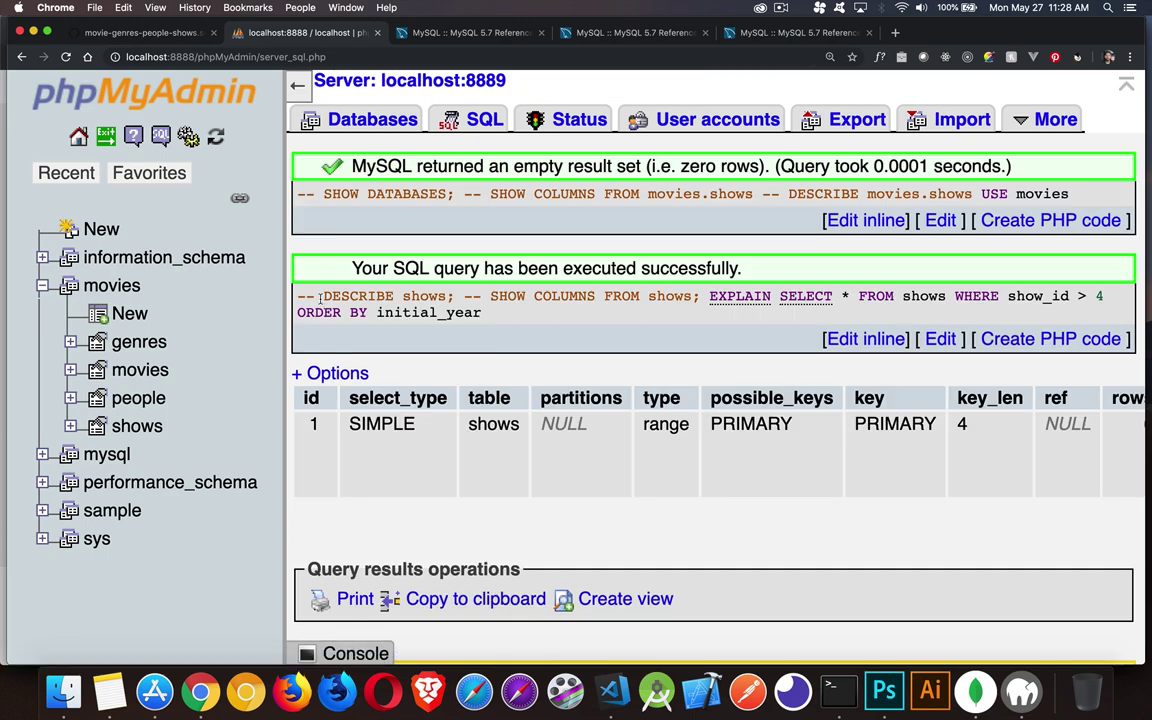 Chrome File Edit View History Bookmarks People Window Help 100% Mon May 27 11:28 AM
movie-genres-people-shows. localhost:8888 / localhost | ph MySQL :: MySQL 5.7 Referenc MySQL :: MySQL 5.7 Referenc MySQL :: MySQL 5.7 Referenc
localhost:8888/phpMyAdmin/server_sql.php
phpMyAdmin
Recent Favorites
New
information_schema
movies
New
genres
movies
people
shows
mysql
performance_schema
sample
sys
Server: localhost:8889
Databases SQL Status User accounts Export Import More
MySQL returned an empty result set (i.e. zero rows). (Query took 0.0001 seconds.)
-- SHOW DATABASES; -- SHOW COLUMNS FROM movies.shows -- DESCRIBE movies.shows USE movies
[Edit inline] [ Edit ] [ Create PHP code ]
Your SQL query has been executed successfully.
-- DESCRIBE shows; -- SHOW COLUMNS FROM shows; EXPLAIN SELECT * FROM shows WHERE show_id > 4
ORDER BY initial_year
[Edit inline] [ Edit ] [ Create PHP code ]
+ Options
id select_type table partitions type possible_keys key key_len ref rows
1 SIMPLE shows NULL range PRIMARY PRIMARY 4 NULL
Query results operations
Print Copy to clipboard Create view
Console
Ps Ai